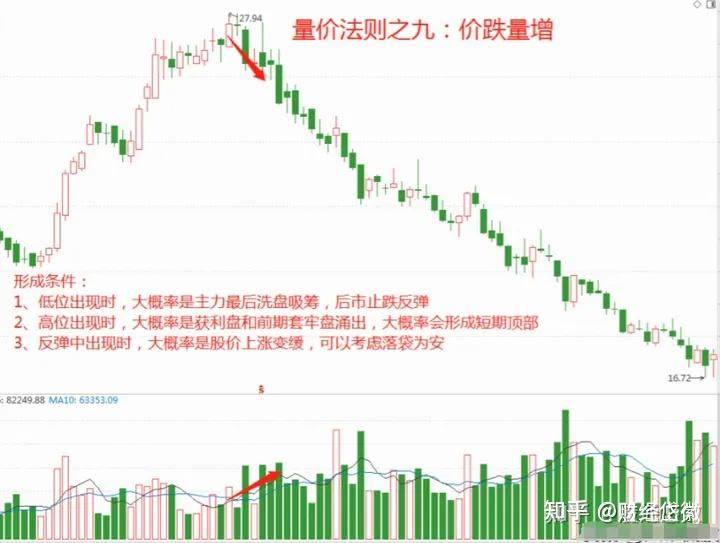 27.94
量价法则之九：价跌量增
形成条件：
1、低位出现时，大概率是主力最后洗盘吸筹，后市止跌反弹
2、高位出现时，大概率是获利盘和前期套牢盘涌出，大概率会形成短期顶部
3、反弹中出现时，大概率是股价上涨变缓，可以考虑落袋为安
16.72
: 82249.88 MA10: 63353.09
知乎 @财经岱微